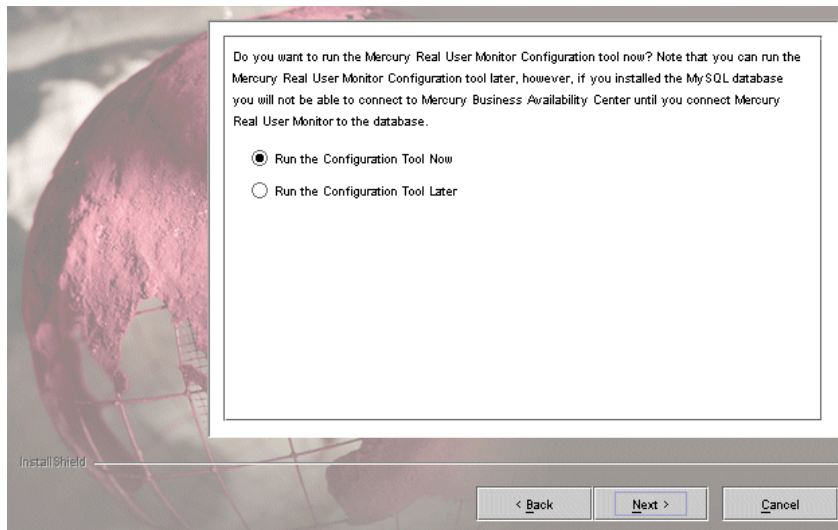 Do you want to run the Mercury Real User Monitor Configuration tool now? Note that you can run the
Mercury Real User Monitor Configuration tool later, however, if you installed the MySQL database
you will not be able to connect to Mercury Business Availability Center until you connect Mercury
Real User Monitor to the database.
Run the Configuration Tool Now
Run the Configuration Tool Later
InstallShield
< Back
Next >
Cancel